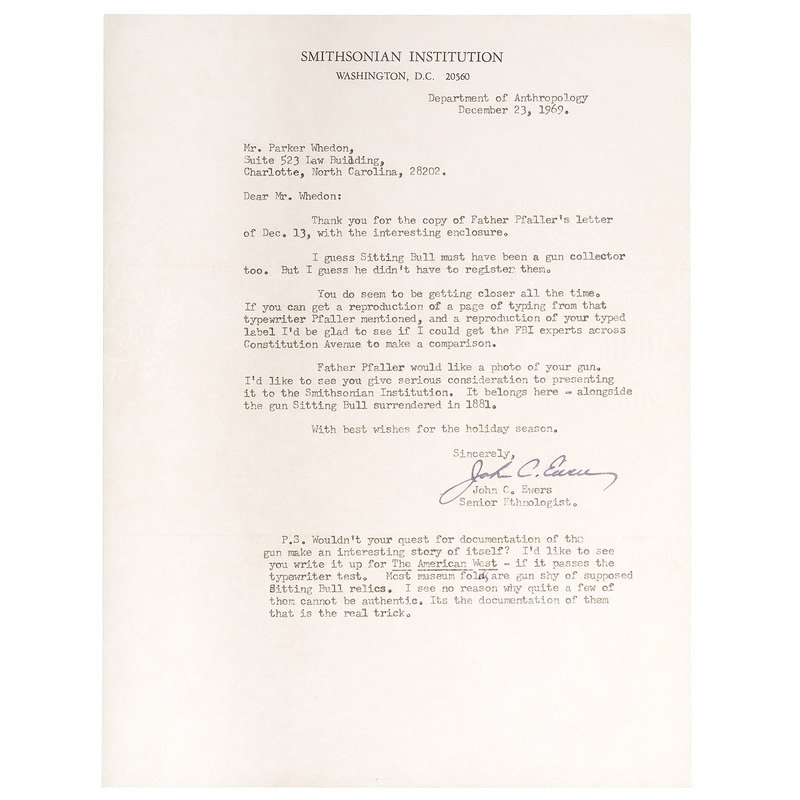 SMITHSONIAN INSTITUTION
WASHINGTON, D.C. 20560
Department of Anthropology
December 23, 1969.
Mr. Parker Whedon,
Suite 523 Law Building,
Charlotte, North Carolina, 28202.
Dear Mr. Whedon:
Thank you for the copy of Father Pfaller's letter
of Dec. 13, with the interesting enclosure.
I guess Sitting Bull must have been a gun collector
too. But I guess he didn't have to register them.
You do seem to be getting closer all the time.
If you can get a reproduction of a page of typing from that
typewriter Pfaller mentioned, and a reproduction of your typed
label I'd be glad to see if I could get the FBI experts across
Constitution Avenue to make a comparison.
Father Pfaller would like a photo of your gun.
I'd like to see you give serious consideration to presenting
it to the Smithsonian Institution. It belongs here - alongside
the gun Sitting Bull surrendered in 1881.
With best wishes for the holiday season.
Sincerely,
John C. Ewers
John C. Ewers
Senior Ethnologist.
P.S. Wouldn't your quest for documentation of the
gun make an interesting story of itself? I'd like to see
you write it up for The American West - if it passes the
typewriter test. Most museum folks are gun shy of supposed
Sitting Bull relics. I see no reason why quite a few of
them cannot be authentic. Its the documentation of them
that is the real trick.